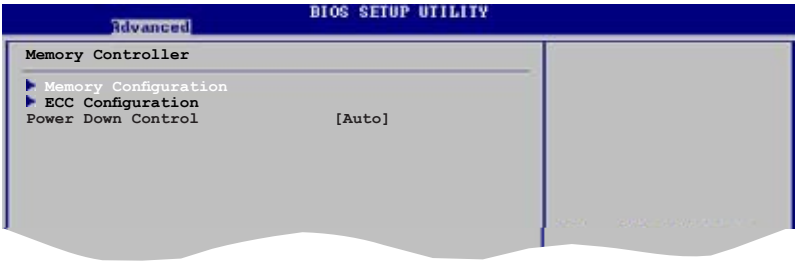 BIOS SETUP UTILITY
Advanced
Memory Controller
Memory Configuration
ECC Configuration
Power Down Control [Auto]